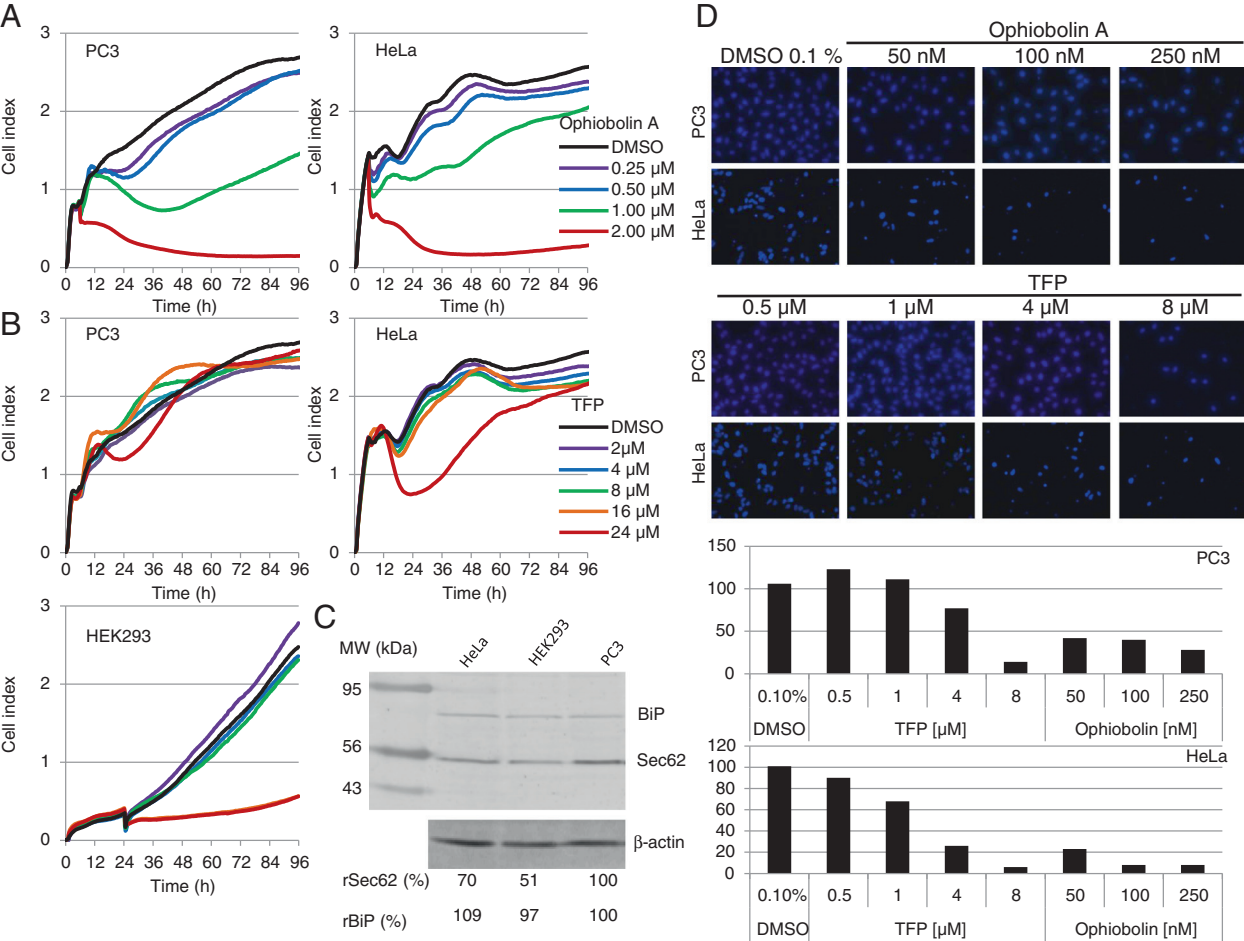 A
PC3
HeLa
3
2
1
0
Cell index
0 12 24 36 48 60 72 84 96
Time (h)
3
2
1
0
Cell index
0 12 24 36 48 60 72 84 96
Time (h)
Ophiobolin A
DMSO
0.25 µM
0.50 µM
1.00 µM
2.00 µM
B
PC3
HeLa
3
2
1
0
Cell index
0 12 24 36 48 60 72 84 96
Time (h)
3
2
1
0
Cell index
0 12 24 36 48 60 72 84 96
Time (h)
TFP
DMSO
2µM
4 µM
8 µM
16 µM
24 µM
HEK293
3
2
1
0
Cell index
0 12 24 36 48 60 72 84 96
Time (h)
C
MW (kDa)
HeLa HEK293 PC3
95
56
43
BiP
Sec62
β-actin
rSec62 (%) 70 51 100
rBiP (%) 109 97 100
D
Ophiobolin A
DMSO 0.1 % 50 nM 100 nM 250 nM
PC3
HeLa
TFP
0.5 µM 1 µM 4 µM 8 µM
PC3
HeLa
PC3
150
100
50
0
0.10% 0.5 1 4 8 50 100 250
DMSO TFP [µM] Ophiobolin [nM]
HeLa
120
100
80
60
40
20
0
0.10% 0.5 1 4 8 50 100 250
DMSO TFP [µM] Ophiobolin [nM]